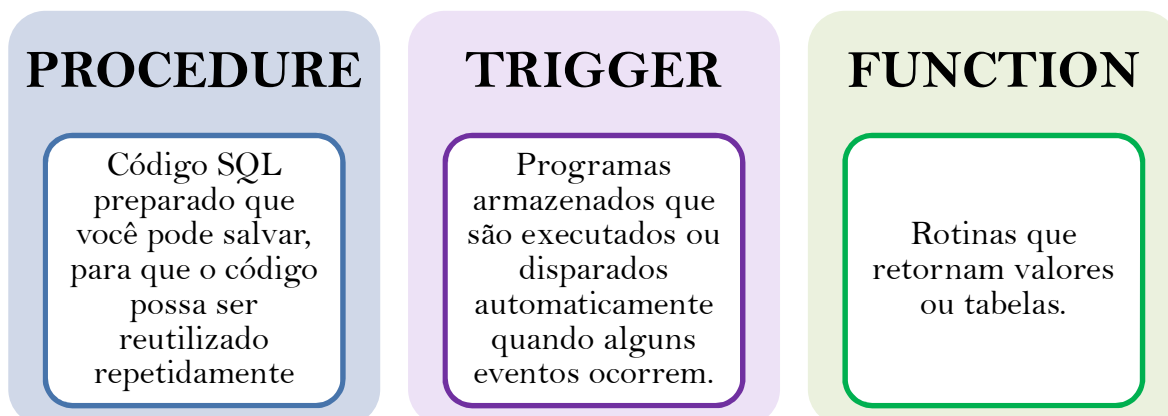 PROCEDURE
Código SQL
preparado que
você pode salvar,
para que o código
possa ser
reutilizado
repetidamente
TRIGGER
Programas
armazenados que
são executados ou
disparados
automaticamente
quando alguns
eventos ocorrem.
FUNCTION
Rotinas que
retornam valores
ou tabelas.